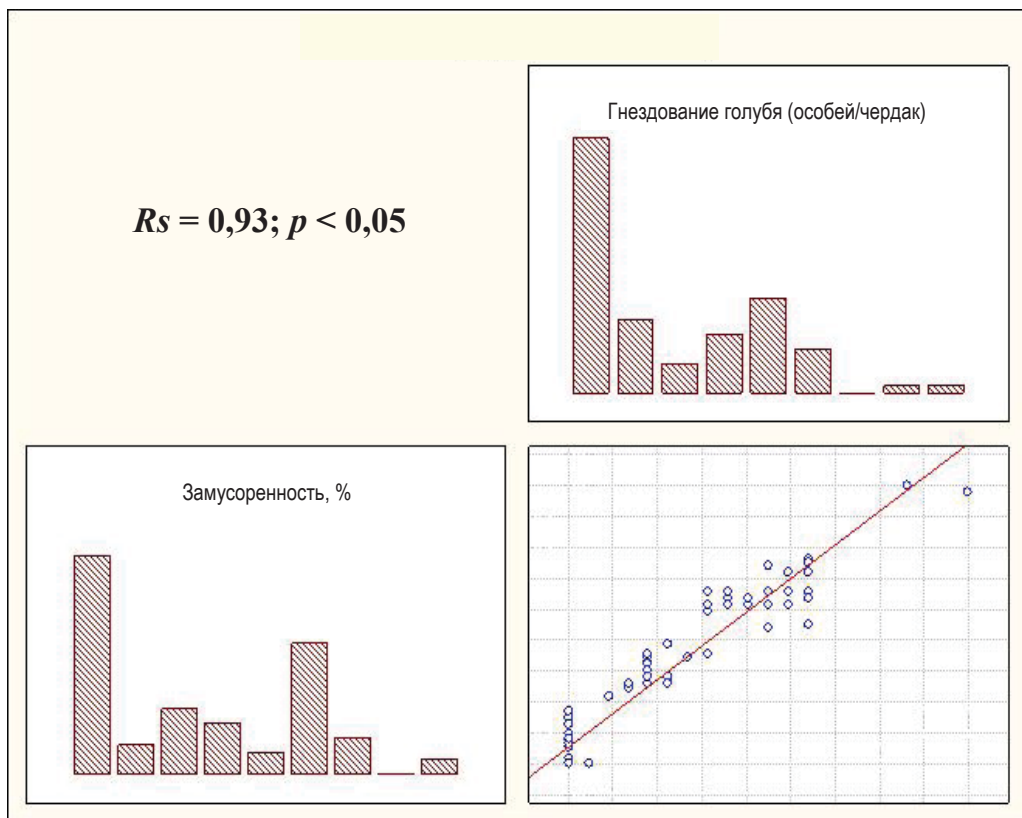 Гнездование голубя (особей/чердак)
Rs = 0,93; p < 0,05
Замусоренность, %